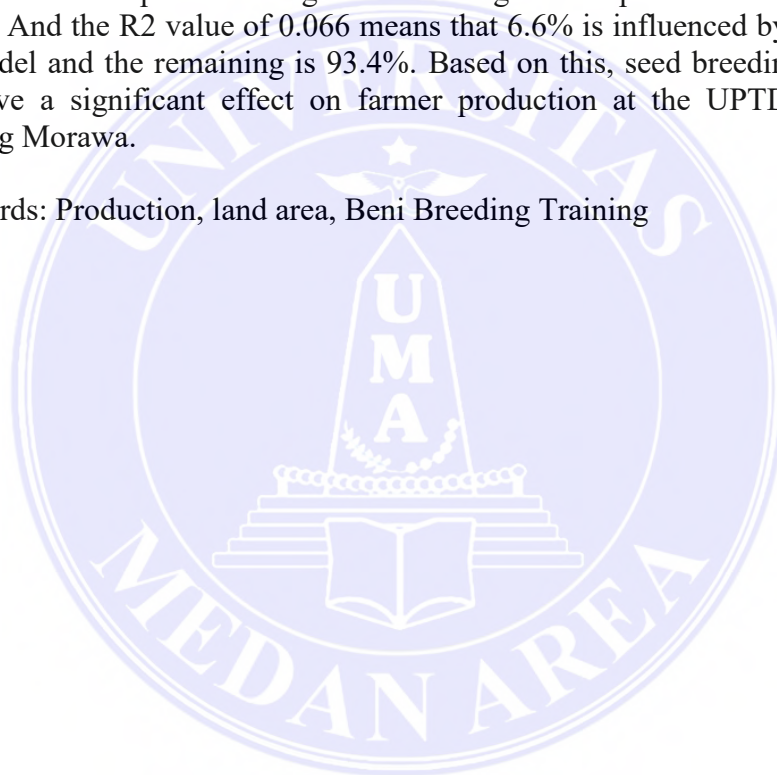 And the R2 value of 0.066 means that 6.6% is influenced by
del and the remaining is 93.4%. Based on this, seed breedin
ve a significant effect on farmer production at the UPTD
g Morawa.
rds: Production, land area, Beni Breeding Training
UNIVERSITAS
UMA
MEDAN AREA